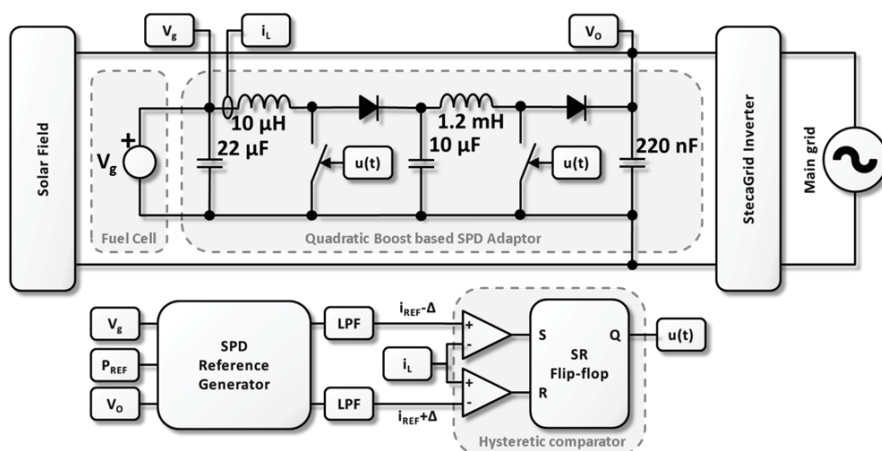 Vg
iL
VO
Solar Field
Vg
+
10 µH
22 µF
u(t)
1.2 mH
10 µF
u(t)
220 nF
StecaGrid Inverter
Main grid
Fuel Cell
Quadratic Boost based SPD Adaptor
Vg
PREF
VO
SPD
Reference
Generator
LPF
LPF
iREF-Δ
iL
iREF+Δ
+
-
+
-
S
R
Q
SR
Flip-flop
u(t)
Hysteretic comparator